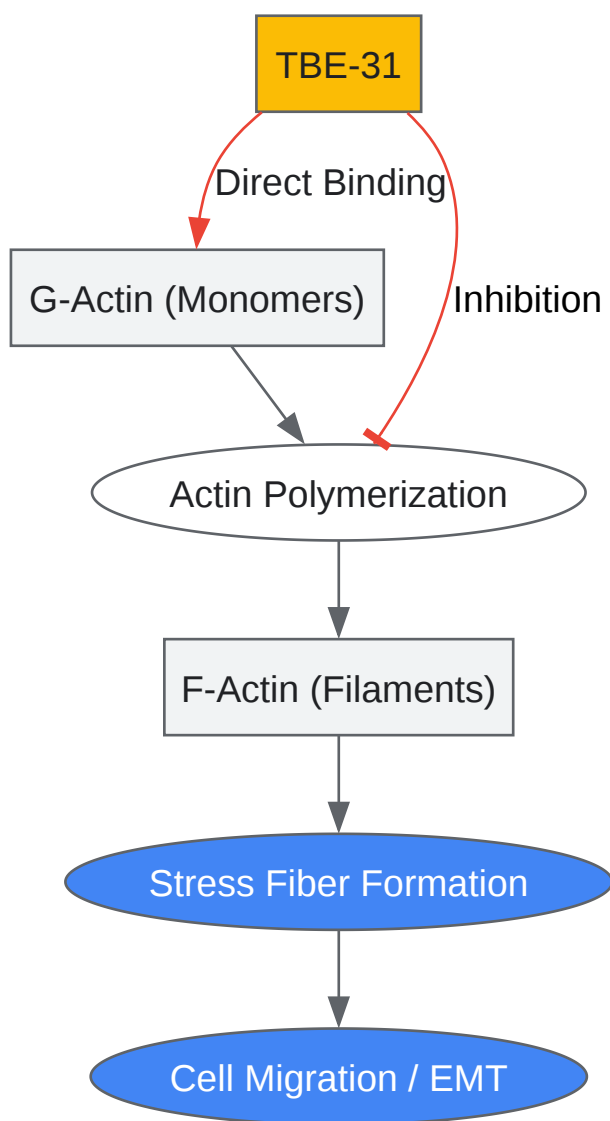 TBE-31
Direct Binding
G-Actin (Monomers)
Inhibition
Actin Polymerization
F-Actin (Filaments)
Stress Fiber Formation
Cell Migration / EMT